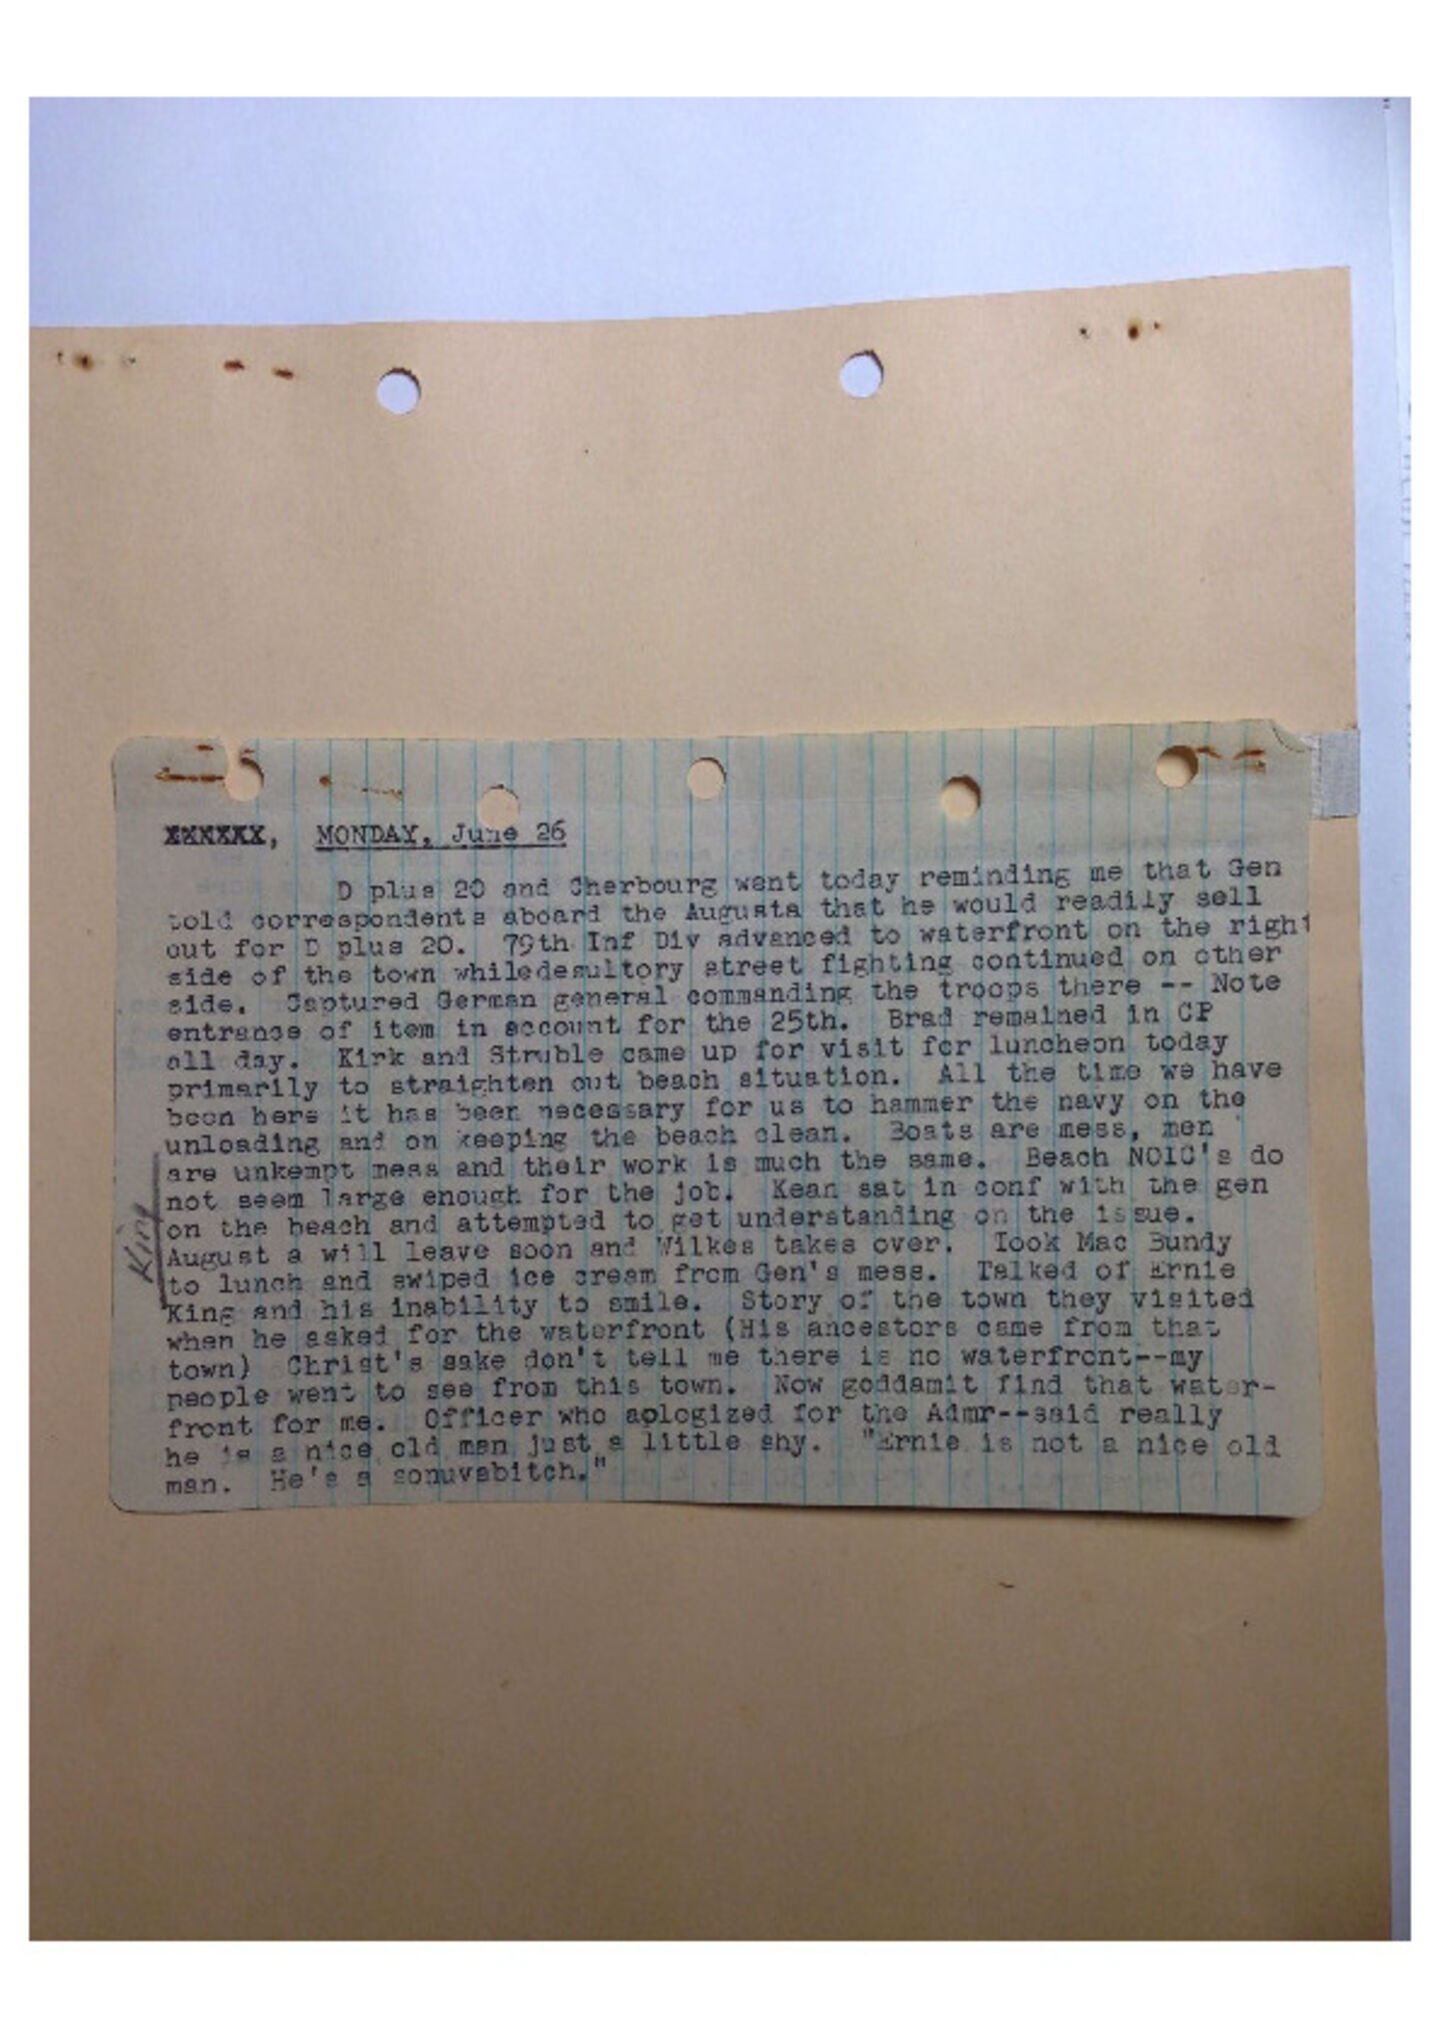 XXXXXX, MONDAY, June 26
D plus 20 and Cherbourg went today reminding me that Gen
told correspondents aboard the Augusta that he would readily sell
out for D plus 20. 79th Inf Div advanced to waterfront on the right
side of the town whiledesultory street fighting continued on other
side. Captured German general commanding the troops there -- Note
entrance of item in account for the 25th. Brad remained in CP
all day. Kirk and Struble came up for visit for luncheon today
primarily to straighten out beach situation. All the time we have
been here it has been necessary for us to hammer the navy on the
unloading and on keeping the beach clean. Boats are mess, men
are unkempt mess and their work is much the same. Beach NOIC's do
not seem large enough for the job. Kean sat in conf with the gen
on the beach and attempted to get understanding on the issue.
August a will leave soon and Wilkes takes over. Took Mac Bundy
to lunch and swiped ice cream from Gen's mess. Talked of Ernie
King and his inability to smile. Story of the town they visited
when he asked for the waterfront (His ancestors came from that
town) Christ's sake don't tell me there is no waterfront--my
people went to see from this town. Now goddamit find that water-
front for me. Officer who aplogized for the Admr--said really
he is a nice old man just a little shy. "Ernie is not a nice old
man. He's a sonuvabitch."
King